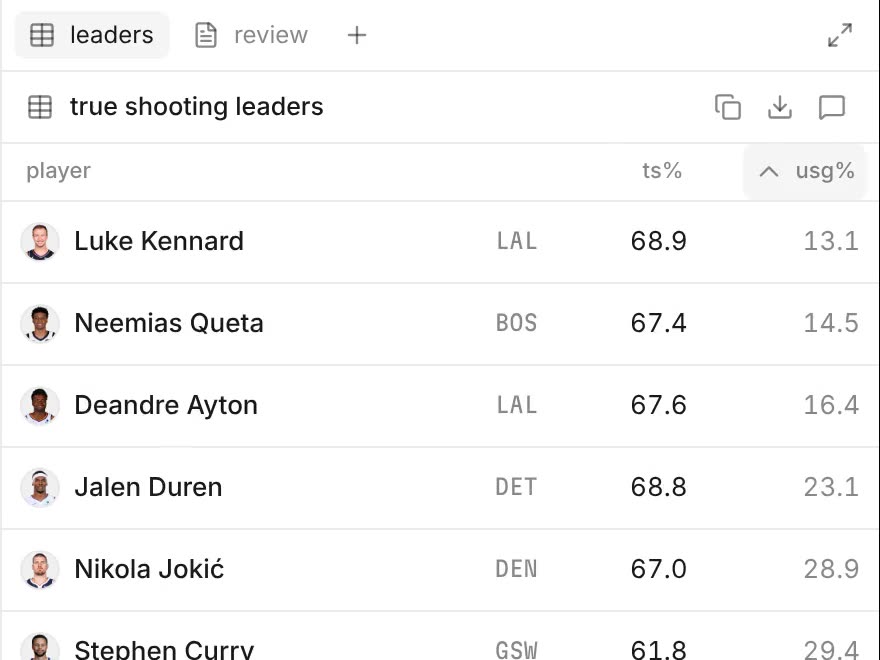 leaders review
true shooting leaders
player ts% usg%
Luke Kennard LAL 68.9 13.1
Neemias Queta BOS 67.4 14.5
Deandre Ayton LAL 67.6 16.4
Jalen Duren DET 68.8 23.1
Nikola Jokić DEN 67.0 28.9
Stephen Curry GSW 61.8 29.4